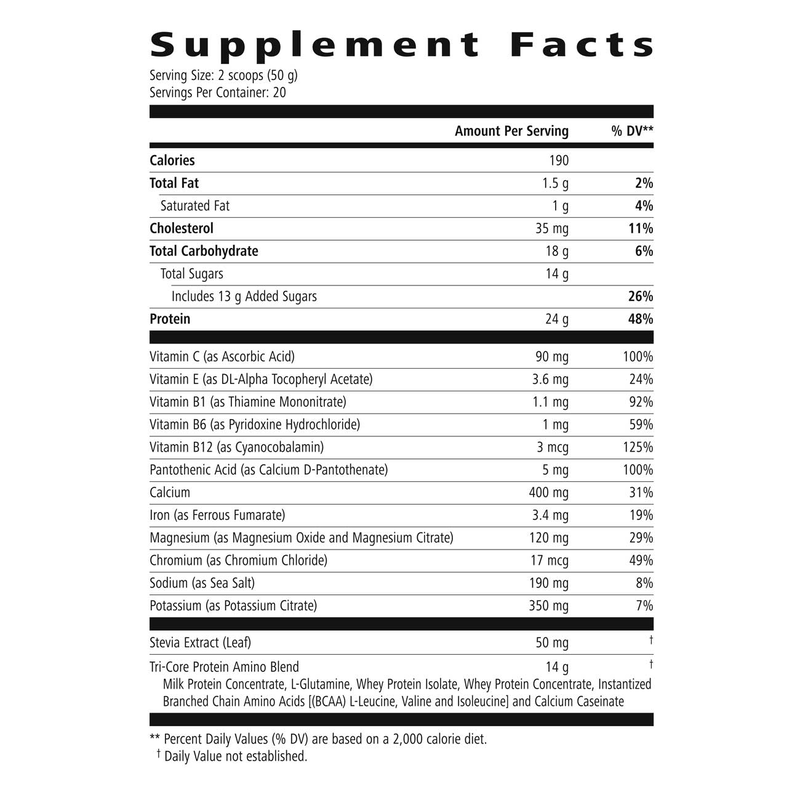 Supplement Facts
Serving Size: 2 scoops (50 g)
Servings Per Container: 20
Amount Per Serving % DV**
Calories 190
Total Fat 1.5 g 2%
Saturated Fat 1 g 4%
Cholesterol 35 mg 11%
Total Carbohydrate 18 g 6%
Total Sugars 14 g
Includes 13 g Added Sugars 26%
Protein 24 g 48%
Vitamin C (as Ascorbic Acid) 90 mg 100%
Vitamin E (as DL-Alpha Tocopheryl Acetate) 3.6 mg 24%
Vitamin B1 (as Thiamine Mononitrate) 1.1 mg 92%
Vitamin B6 (as Pyridoxine Hydrochloride) 1 mg 59%
Vitamin B12 (as Cyanocobalamin) 3 mcg 125%
Pantothenic Acid (as Calcium D-Pantothenate) 5 mg 100%
Calcium 400 mg 31%
Iron (as Ferrous Fumarate) 3.4 mg 19%
Magnesium (as Magnesium Oxide and Magnesium Citrate) 120 mg 29%
Chromium (as Chromium Chloride) 17 mcg 49%
Sodium (as Sea Salt) 190 mg 8%
Potassium (as Potassium Citrate) 350 mg 7%
Stevia Extract (Leaf) 50 mg †
Tri-Core Protein Amino Blend 14 g †
Milk Protein Concentrate, L-Glutamine, Whey Protein Isolate, Whey Protein Concentrate, Instantized
Branched Chain Amino Acids [(BCAA) L-Leucine, Valine and Isoleucine] and Calcium Caseinate
** Percent Daily Values (% DV) are based on a 2,000 calorie diet.
† Daily Value not established.